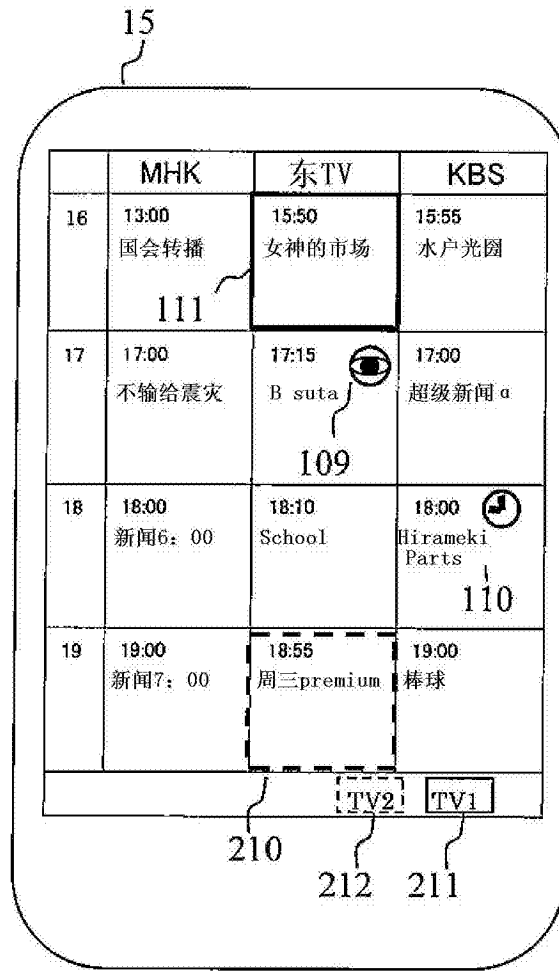 15
MHK 东TV KBS
16 13:00 15:50 15:55
国会转播 女神的市场 水户光圀
111
17 17:00 17:15 17:00
不输给震灾 B suta 超级新闻α
109
18 18:00 18:10 18:00
新闻6：00 School Hirameki
Parts
110
19 19:00 18:55 19:00
新闻7：00 周三premium 棒球
TV2 TV1
210
212 211